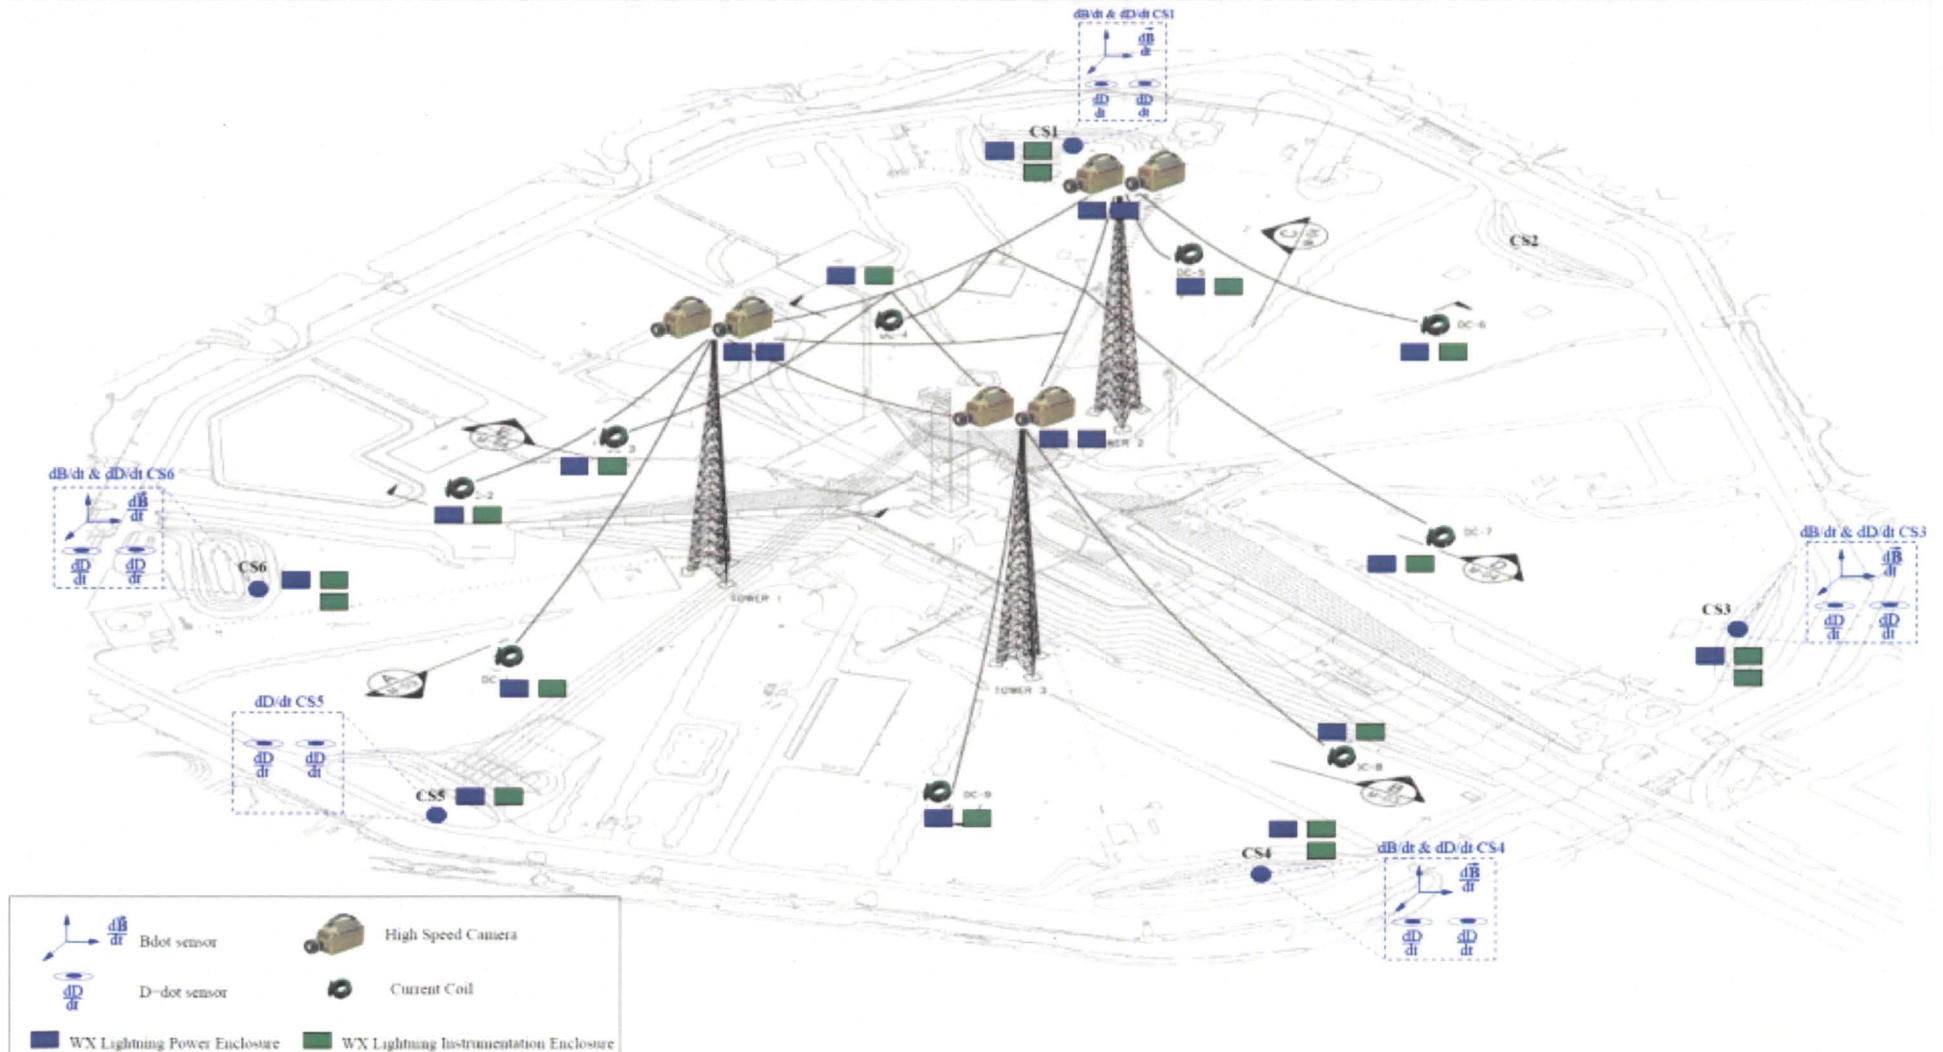 dB/dt & dD/dt CS1
dB
dt
dD
dt
dD
dt
CS1
CS2
C
DC-5
DC-6
DC-4
TOWER 2
dB/dt & dD/dt CS6
dB
dt
dD
dt
dD
dt
CS6
DC-7
dB/dt & dD/dt CS3
dB
dt
dD
dt
dD
dt
CS3
TOWER 1
A
TOWER 3
dD/dt CS5
dD
dt
dD
dt
CS5
DC-9
CS4
dB/dt & dD/dt CS4
dB
dt
dD
dt
dD
dt
dB
dt
Bdot sensor
High Speed Camera
dD
dt
D-dot sensor
Current Coil
WX Lightning Power Enclosure
WX Lightning Instrumentation Enclosure